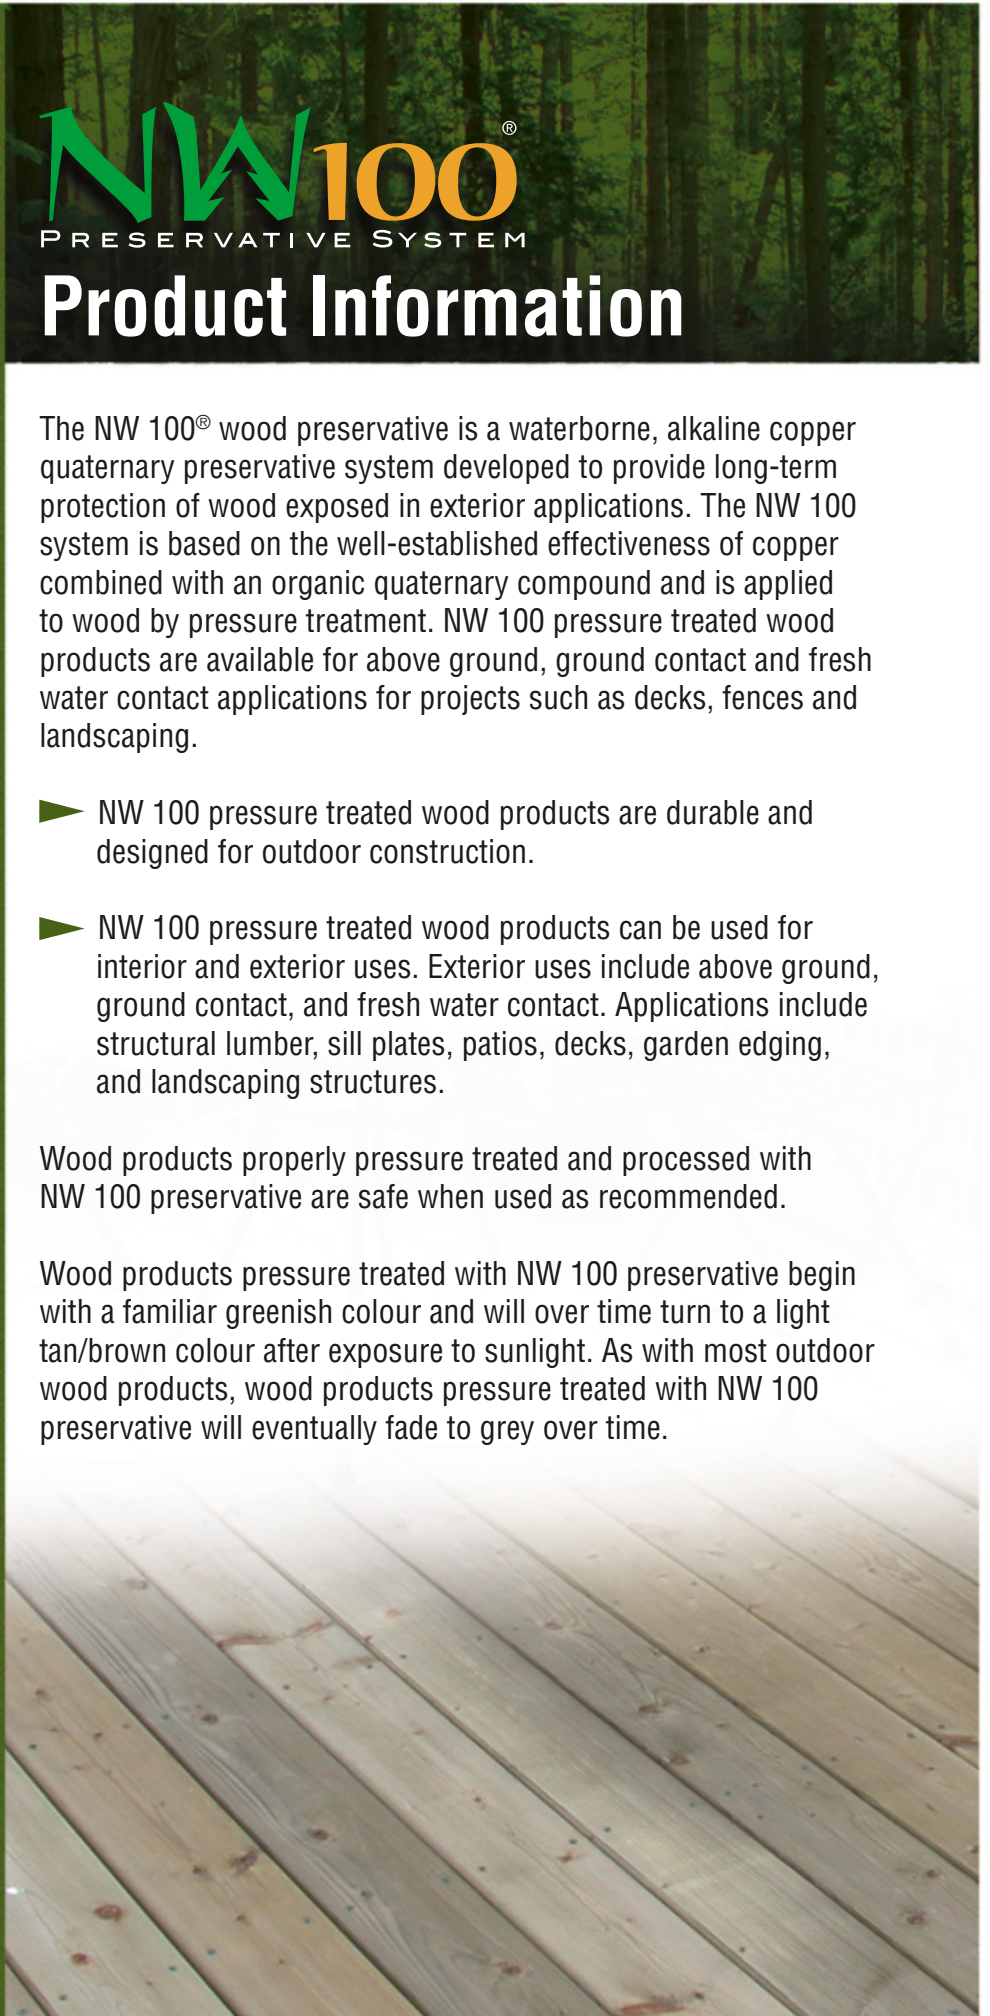 NW100®
PRESERVATIVE SYSTEM
Product Information
The NW 100® wood preservative is a waterborne, alkaline copper
quaternary preservative system developed to provide long-term
protection of wood exposed in exterior applications. The NW 100
system is based on the well-established effectiveness of copper
combined with an organic quaternary compound and is applied
to wood by pressure treatment. NW 100 pressure treated wood
products are available for above ground, ground contact and fresh
water contact applications for projects such as decks, fences and
landscaping.
NW 100 pressure treated wood products are durable and
designed for outdoor construction.
NW 100 pressure treated wood products can be used for
interior and exterior uses. Exterior uses include above ground,
ground contact, and fresh water contact. Applications include
structural lumber, sill plates, patios, decks, garden edging,
and landscaping structures.
Wood products properly pressure treated and processed with
NW 100 preservative are safe when used as recommended.
Wood products pressure treated with NW 100 preservative begin
with a familiar greenish colour and will over time turn to a light
tan/brown colour after exposure to sunlight. As with most outdoor
wood products, wood products pressure treated with NW 100
preservative will eventually fade to grey over time.